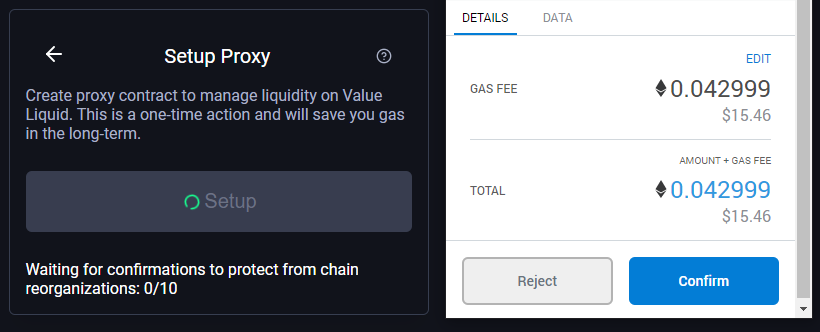 Setup Proxy
Create proxy contract to manage liquidity on Value
Liquid. This is a one-time action and will save you gas
in the long-term.
Setup
Waiting for confirmations to protect from chain
reorganizations: 0/10
DETAILS DATA
EDIT
GAS FEE 0.042999
$15.46
AMOUNT + GAS FEE
TOTAL 0.042999
$15.46
Reject Confirm